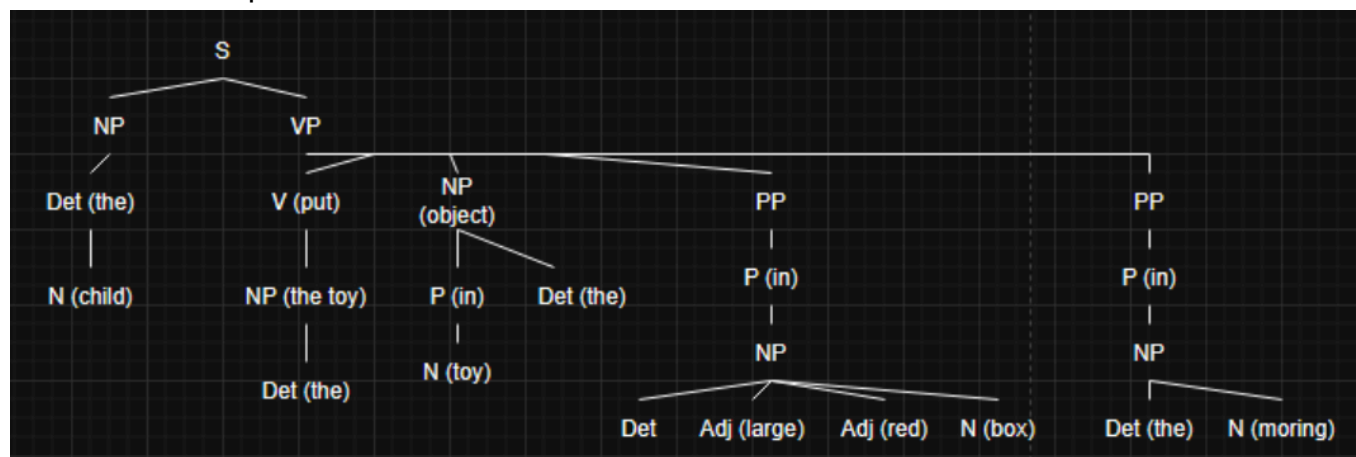 S
NP VP
Det (the) V (put) NP (object) PP PP
N (child) NP (the toy) P (in) Det (the) P (in) P (in)
Det (the) N (toy) NP NP
Det Adj (large) Adj (red) N (box) Det (the) N (moring)